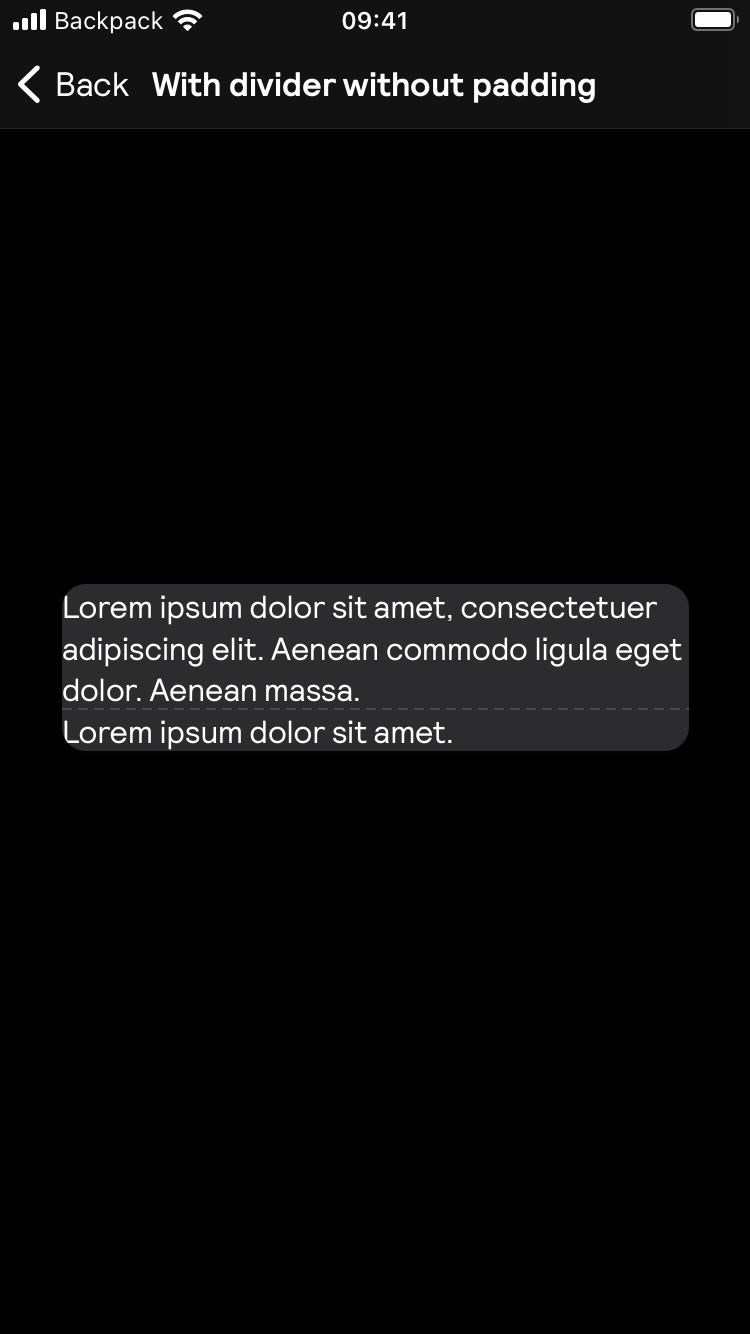 Backpack 09:41
Back With divider without padding
Lorem ipsum dolor sit amet, consectetuer
adipiscing elit. Aenean commodo ligula eget
dolor. Aenean massa.
Lorem ipsum dolor sit amet.